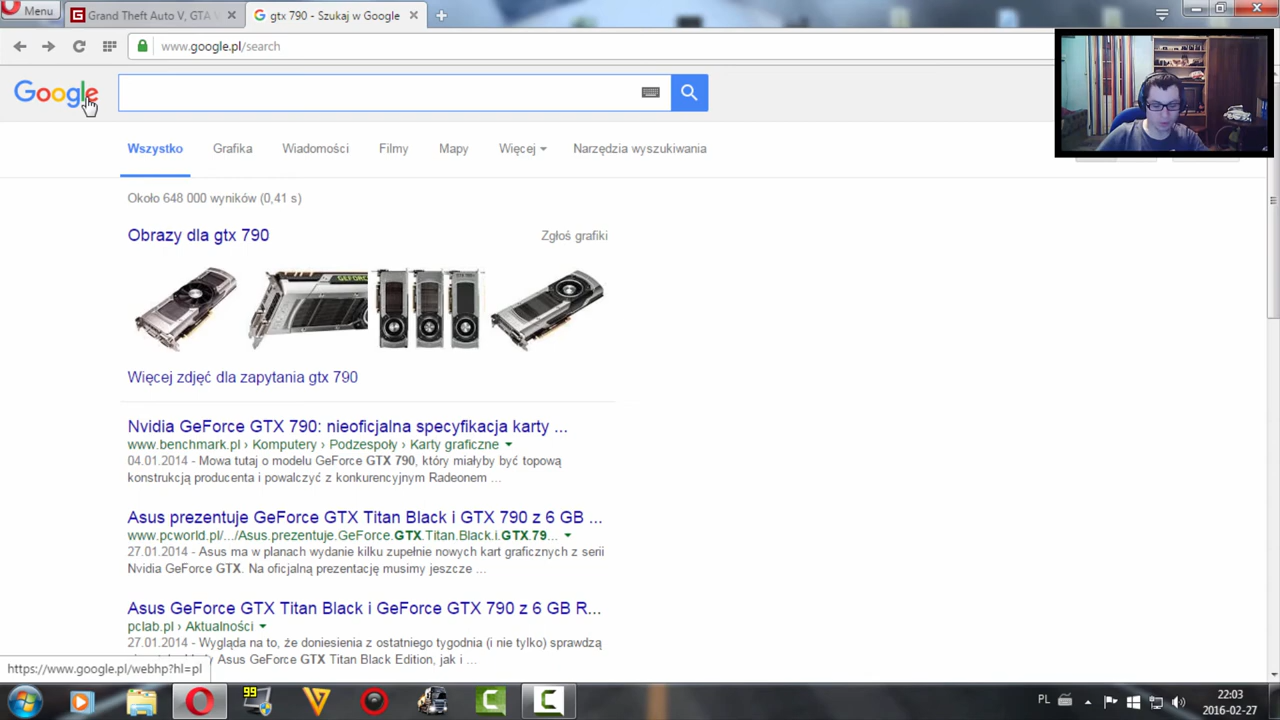 Menu
Grand Theft Auto V, GTA V
gtx 790 - Szukaj w Google
www.google.pl/search
Google
Wszystko
Grafika
Wiadomości
Filmy
Mapy
Więcej
Narzędzia wyszukiwania
Około 648 000 wyników (0,41 s)
Obrazy dla gtx 790
Zgłoś grafiki
Więcej zdjęć dla zapytania gtx 790
Nvidia GeForce GTX 790: nieoficjalna specyfikacja karty ...
www.benchmark.pl › Komputery › Podzespoły › Karty graficzne
04.01.2014 - Mowa tutaj o modelu GeForce GTX 790, który miałyby być topową
konstrukcją producenta i powalczyć z konkurencyjnym Radeonem ...
Asus prezentuje GeForce GTX Titan Black i GTX 790 z 6 GB ...
www.pcworld.pl/.../Asus.prezentuje.GeForce.GTX.Titan.Black.i.GTX.79...
27.01.2014 - Asus ma w planach wydanie kilku zupełnie nowych kart graficznych z serii
Nvidia GeForce GTX. Na oficjalną prezentację musimy jeszcze ...
Asus GeForce GTX Titan Black i GeForce GTX 790 z 6 GB R...
pclab.pl › Aktualności
27.01.2014 - Wygląda na to, że doniesienia z ostatniego tygodnia (i nie tylko) sprawdzą
Asus GeForce GTX Titan Black Edition, jak i ...
https://www.google.pl/webhp?hl=pl
99
PL
22:03
2016-02-27